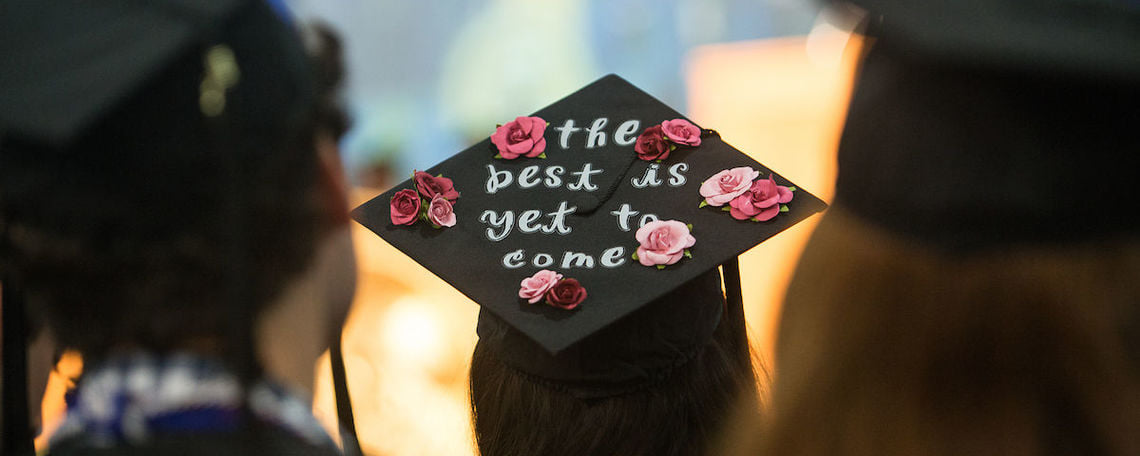 the
best is
yet to
come